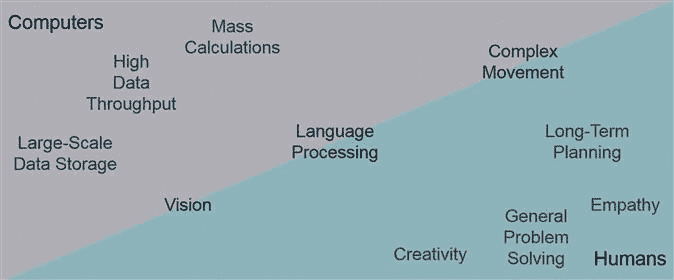 Computers
Mass
Calculations
High
Data
Throughput
Complex
Movement
Large-Scale
Data Storage
Language
Processing
Long-Term
Planning
Vision
Empathy
General
Problem
Solving
Creativity
Humans